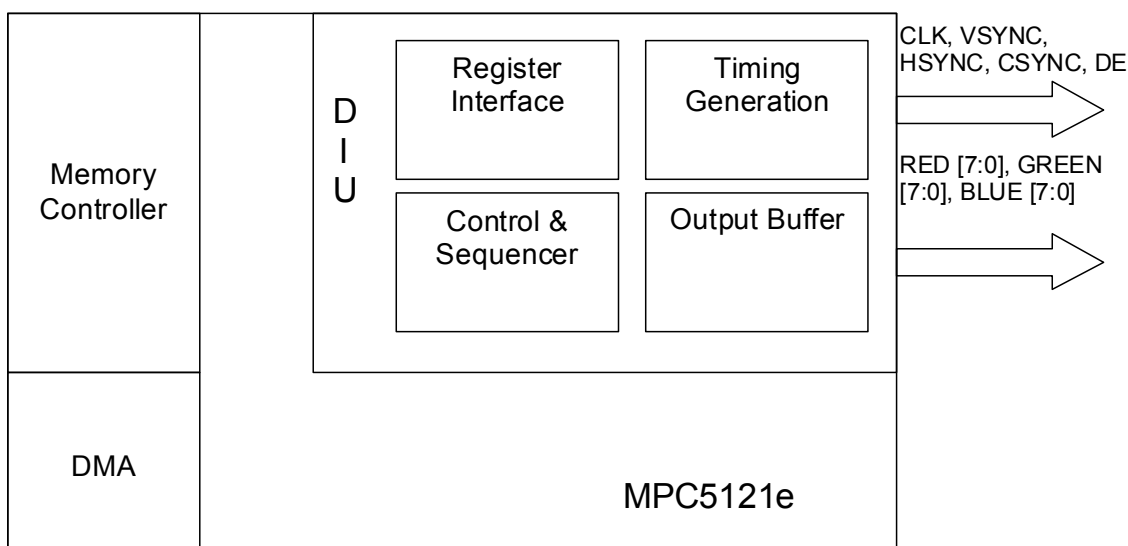 Memory
Controller
DMA
D
I
U
Register
Interface
Timing
Generation
Control &
Sequencer
Output Buffer
CLK, VSYNC,
HSYNC, CSYNC, DE
RED [7:0], GREEN
[7:0], BLUE [7:0]
MPC5121e